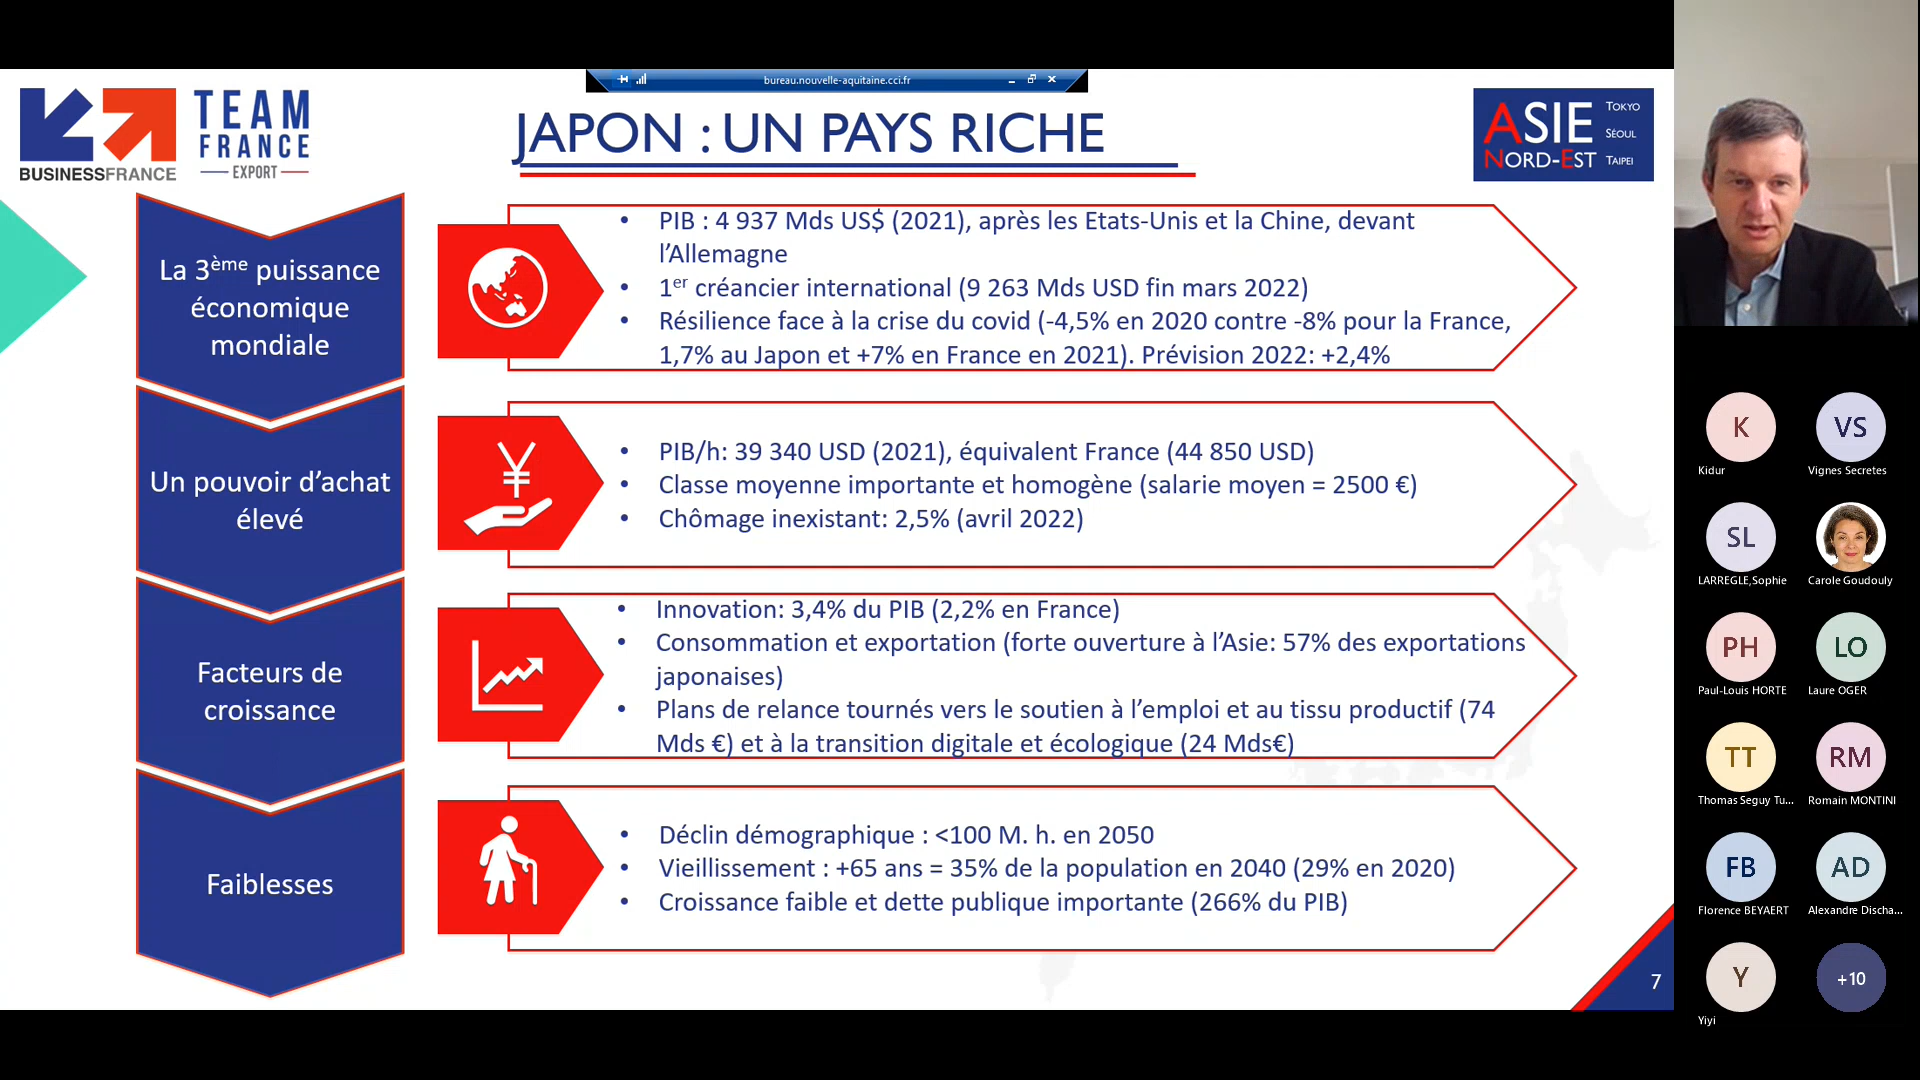 bureau.nouvelle-aquitaine.cci.fr
BUSINESSFRANCE
TEAM
FRANCE
EXPORT
JAPON : UN PAYS RICHE
ASIE
NORD-EST
TOKYO
SÉOUL
TAIPEI
La 3ème puissance
économique
mondiale
• PIB : 4 937 Mds US$ (2021), après les Etats-Unis et la Chine, devant
l’Allemagne
• 1er créancier international (9 263 Mds USD fin mars 2022)
• Résilience face à la crise du covid (-4,5% en 2020 contre -8% pour la France,
1,7% au Japon et +7% en France en 2021). Prévision 2022: +2,4%
Un pouvoir d’achat
élevé
¥
• PIB/h: 39 340 USD (2021), équivalent France (44 850 USD)
• Classe moyenne importante et homogène (salarie moyen = 2500 €)
• Chômage inexistant: 2,5% (avril 2022)
Facteurs de
croissance
• Innovation: 3,4% du PIB (2,2% en France)
• Consommation et exportation (forte ouverture à l’Asie: 57% des exportations
japonaises)
• Plans de relance tournés vers le soutien à l’emploi et au tissu productif (74
Mds €) et à la transition digitale et écologique (24 Mds€)
Faiblesses
• Déclin démographique : <100 M. h. en 2050
• Vieillissement : +65 ans = 35% de la population en 2040 (29% en 2020)
• Croissance faible et dette publique importante (266% du PIB)
7
K
Kidur
VS
Vignes Secretes
SL
LARREGLE,Sophie
Carole Goudouly
PH
Paul-Louis HORTE
LO
Laure OGER
TT
Thomas Seguy Tu...
RM
Romain MONTINI
FB
Florence BEYAERT
AD
Alexandre Discha...
Y
Yiyi
+10